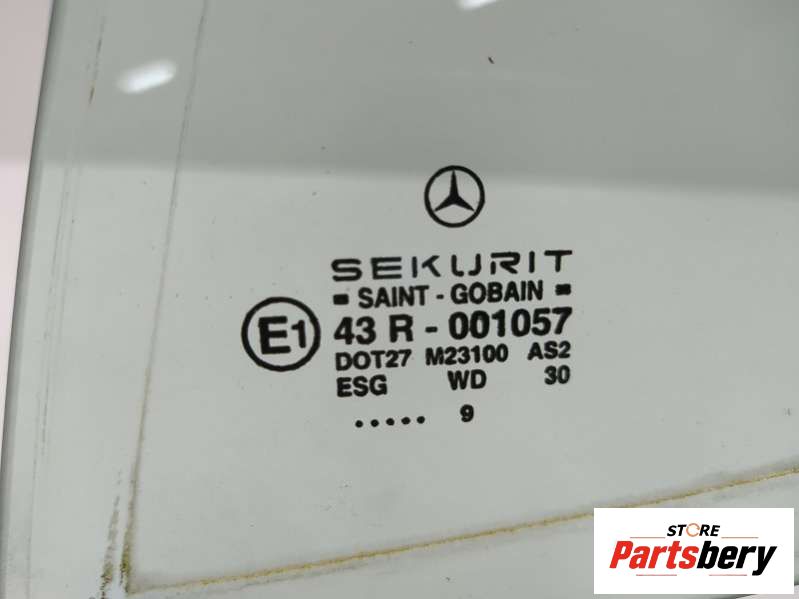 SEKURIT
SAINT - GOBAIN
E1 43 R - 001057
DOT27 M23100 AS2
ESG WD 30
..... 9
STORE
Partsbery